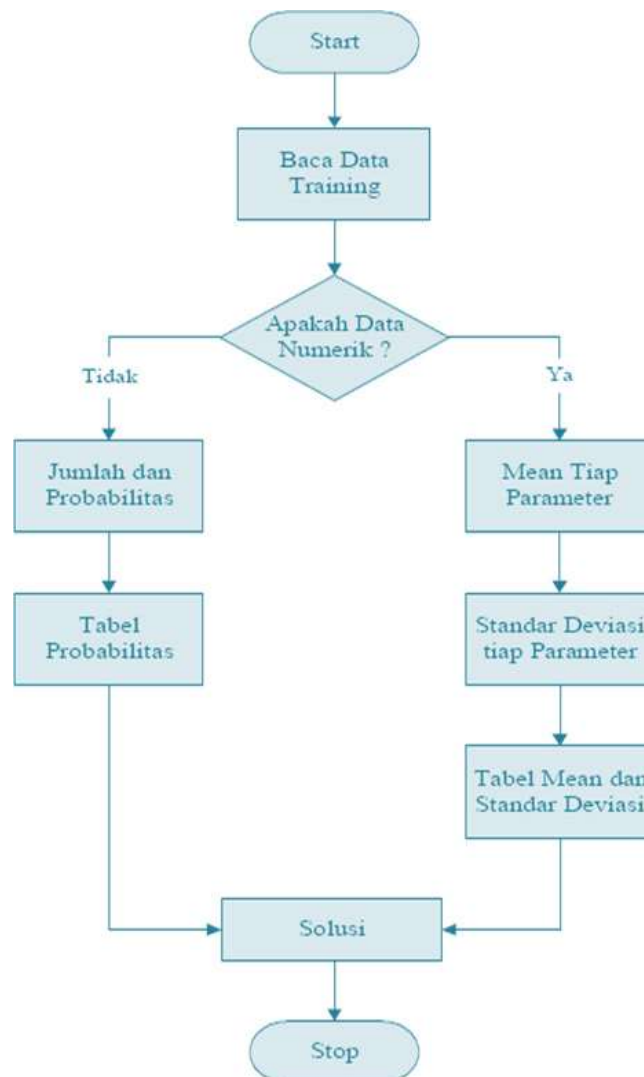 Start
Baca Data
Training
Apakah Data
Numerik ?
Tidak
Ya
Jumlah dan
Probabilitas
Mean Tiap
Parameter
Tabel
Probabilitas
Standar Deviasi
tiap Parameter
Tabel Mean dan
Standar Deviasi
Solusi
Stop